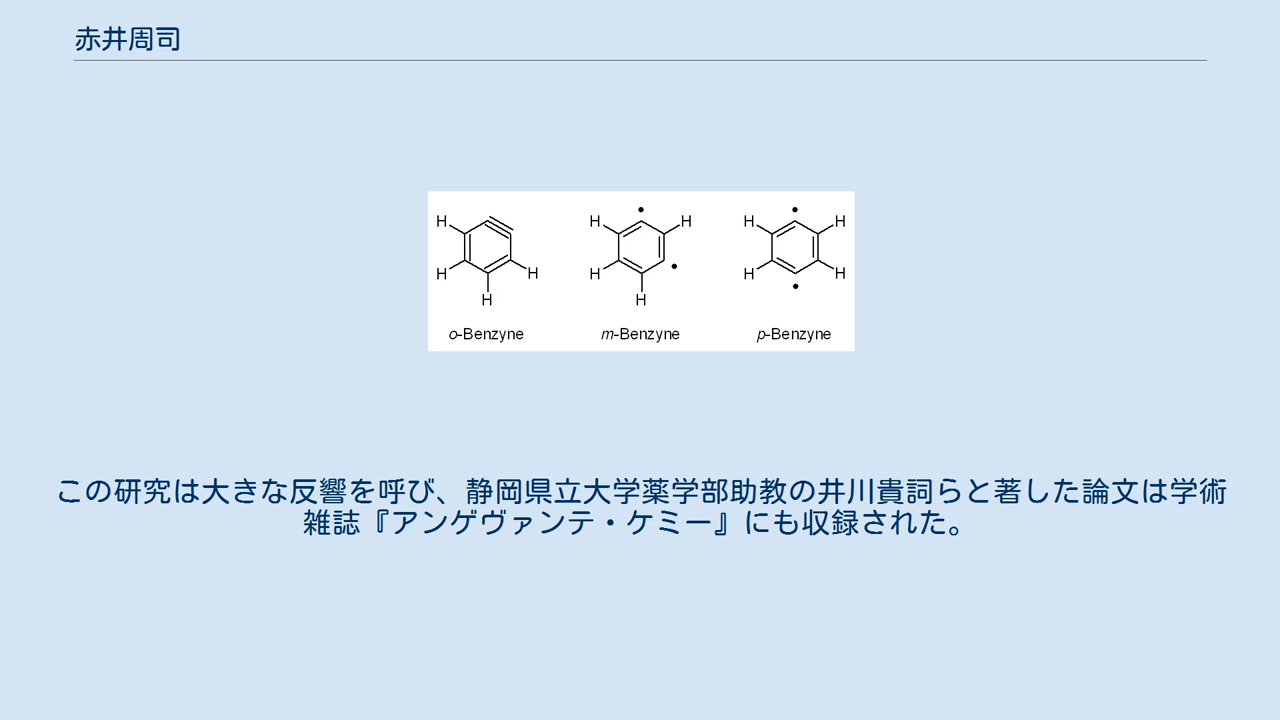 赤井周司
H H H H
H H H H
H H H H
o-Benzyne m-Benzyne p-Benzyne
この研究は大きな反響を呼び、静岡県立大学薬学部助教の井川貴詞らと著した論文は学術
雑誌『アンゲヴァンテ・ケミー』にも収録された。